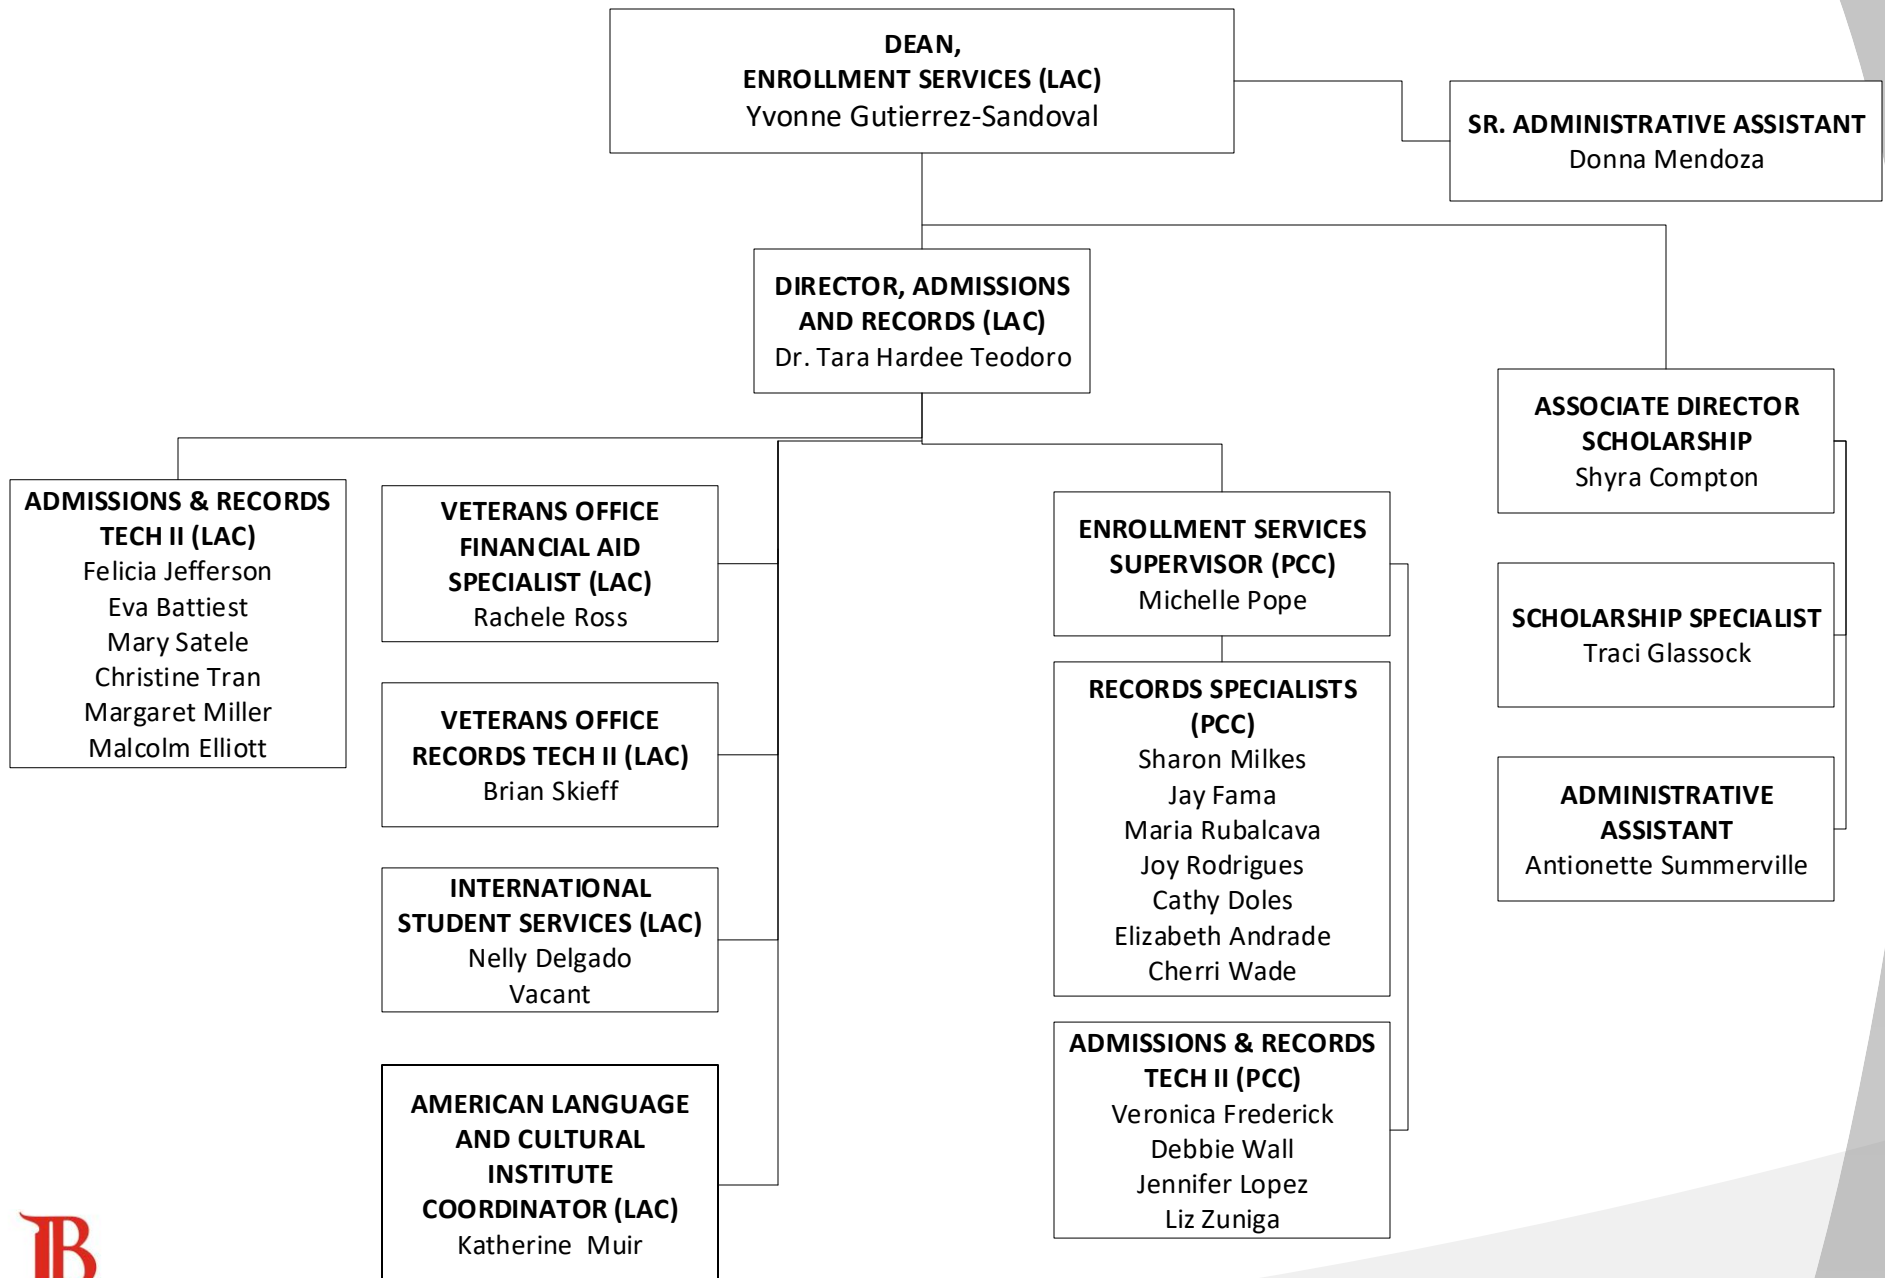 DEAN,
ENROLLMENT SERVICES (LAC)
Yvonne Gutierrez-Sandoval
SR. ADMINISTRATIVE ASSISTANT
Donna Mendoza
DIRECTOR, ADMISSIONS
AND RECORDS (LAC)
Dr. Tara Hardee Teodoro
ADMISSIONS & RECORDS
TECH II (LAC)
Felicia Jefferson
Eva Battiest
Mary Satele
Christine Tran
Margaret Miller
Malcolm Elliott
VETERANS OFFICE
FINANCIAL AID
SPECIALIST (LAC)
Rachele Ross
VETERANS OFFICE
RECORDS TECH II (LAC)
Brian Skieff
INTERNATIONAL
STUDENT SERVICES (LAC)
Nelly Delgado
Vacant
AMERICAN LANGUAGE
AND CULTURAL
INSTITUTE
COORDINATOR (LAC)
Katherine Muir
ENROLLMENT SERVICES
SUPERVISOR (PCC)
Michelle Pope
RECORDS SPECIALISTS
(PCC)
Sharon Milkes
Jay Fama
Maria Rubalcava
Joy Rodrigues
Cathy Doles
Elizabeth Andrade
Cherri Wade
ADMISSIONS & RECORDS
TECH II (PCC)
Veronica Frederick
Debbie Wall
Jennifer Lopez
Liz Zuniga
ASSOCIATE DIRECTOR
SCHOLARSHIP
Shyra Compton
SCHOLARSHIP SPECIALIST
Traci Glassock
ADMINISTRATIVE
ASSISTANT
Antionette Summerville